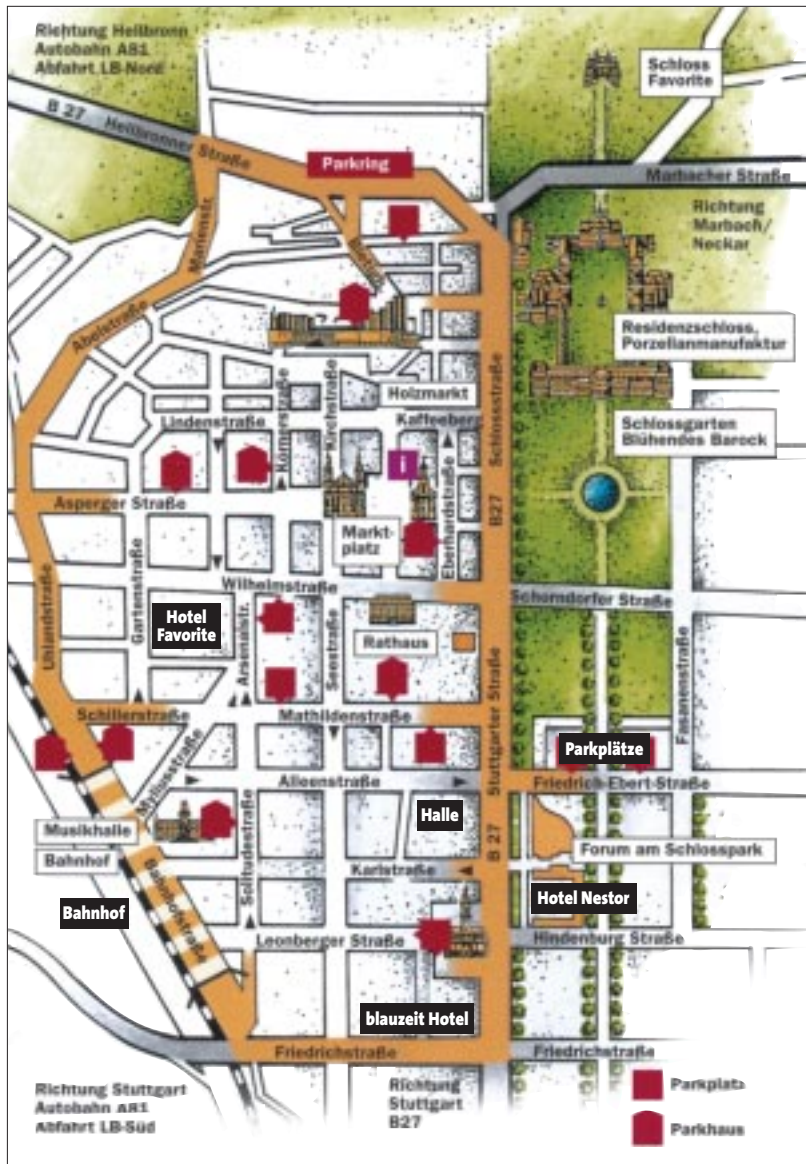 Richtung Heilbronn
Autobahn A81
Abfahrt LB-Nord
B 27
Heilbronner Straße
Schloss
Favorite
Parkring
Marbacher Straße
Richtung
Marbach/
Neckar
Marienstr.
Abelstraße
Residenzschloss,
Porzellanmanufaktur
Holzmarkt
Kaffeeberg
Schlossstraße
Lindenstraße
Körnerstraße
Kirchstraße
Schlossgarten
Blühendes Barock
i
Asperger Straße
Markt-
platz
Eberhardstraße
B27
Wilhelmstraße
Schorndorfer Straße
Uhlandstraße
Gartenstraße
Hotel
Favorite
Arsenalstr.
Seestraße
Rathaus
Fasanenstraße
Schillerstraße
Mathildenstraße
Stuttgarter Straße
Parkplätze
Myliusstraße
Alleenstraße
Friedrich-Ebert-Straße
Halle
Musikhalle
Bahnhof
Solitudestraße
B 27
Forum am Schlosspark
Karlstraße
Bahnhof
Bahnhofstraße
Hotel Nestor
Leonberger Straße
Hindenburg Straße
blauzeit Hotel
Friedrichstraße
Friedrichstraße
Richtung Stuttgart
Autobahn A81
Abfahrt LB-Süd
Richtung
Stuttgart
B27
Parkplatz
Parkhaus